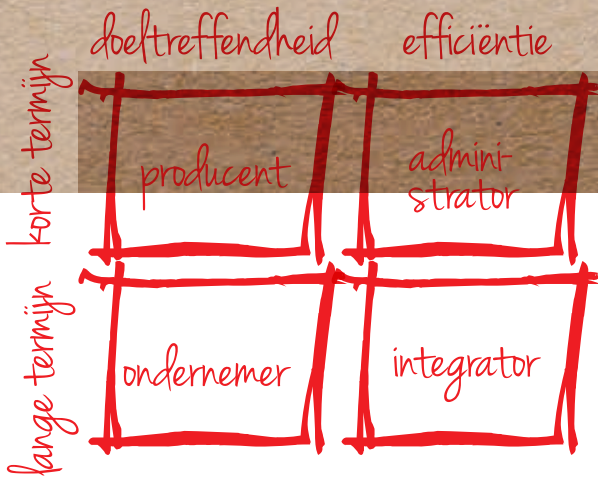 doeltreffendheid efficiëntie
korte termijn
producent
admini-
strator
lange termijn
ondernemer
integrator